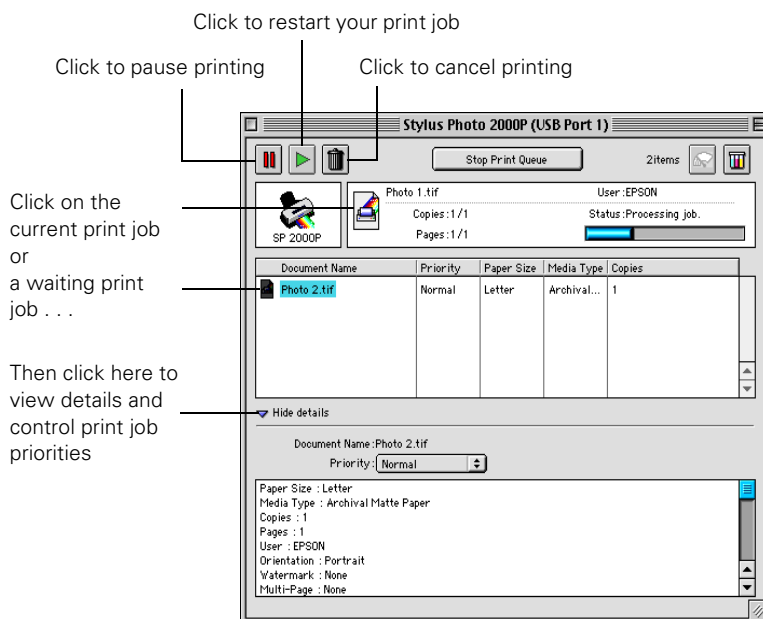 Click to restart your print job
Click to pause printing
Click to cancel printing
Stylus Photo 2000P (USB Port 1)
Stop Print Queue
2items
Photo 1.tif
User :EPSON
Copies :1/1
Status :Processing job.
Pages :1/1
SP 2000P
Click on the
current print job
or
a waiting print
job . . .
Document Name
Priority
Paper Size
Media Type
Copies
Photo 2.tif
Normal
Letter
Archival...
1
Then click here to
view details and
control print job
priorities
Hide details
Document Name :Photo 2.tif
Priority : Normal
Paper Size : Letter
Media Type : Archival Matte Paper
Copies : 1
Pages : 1
User : EPSON
Orientation : Portrait
Watermark : None
Multi-Page : None